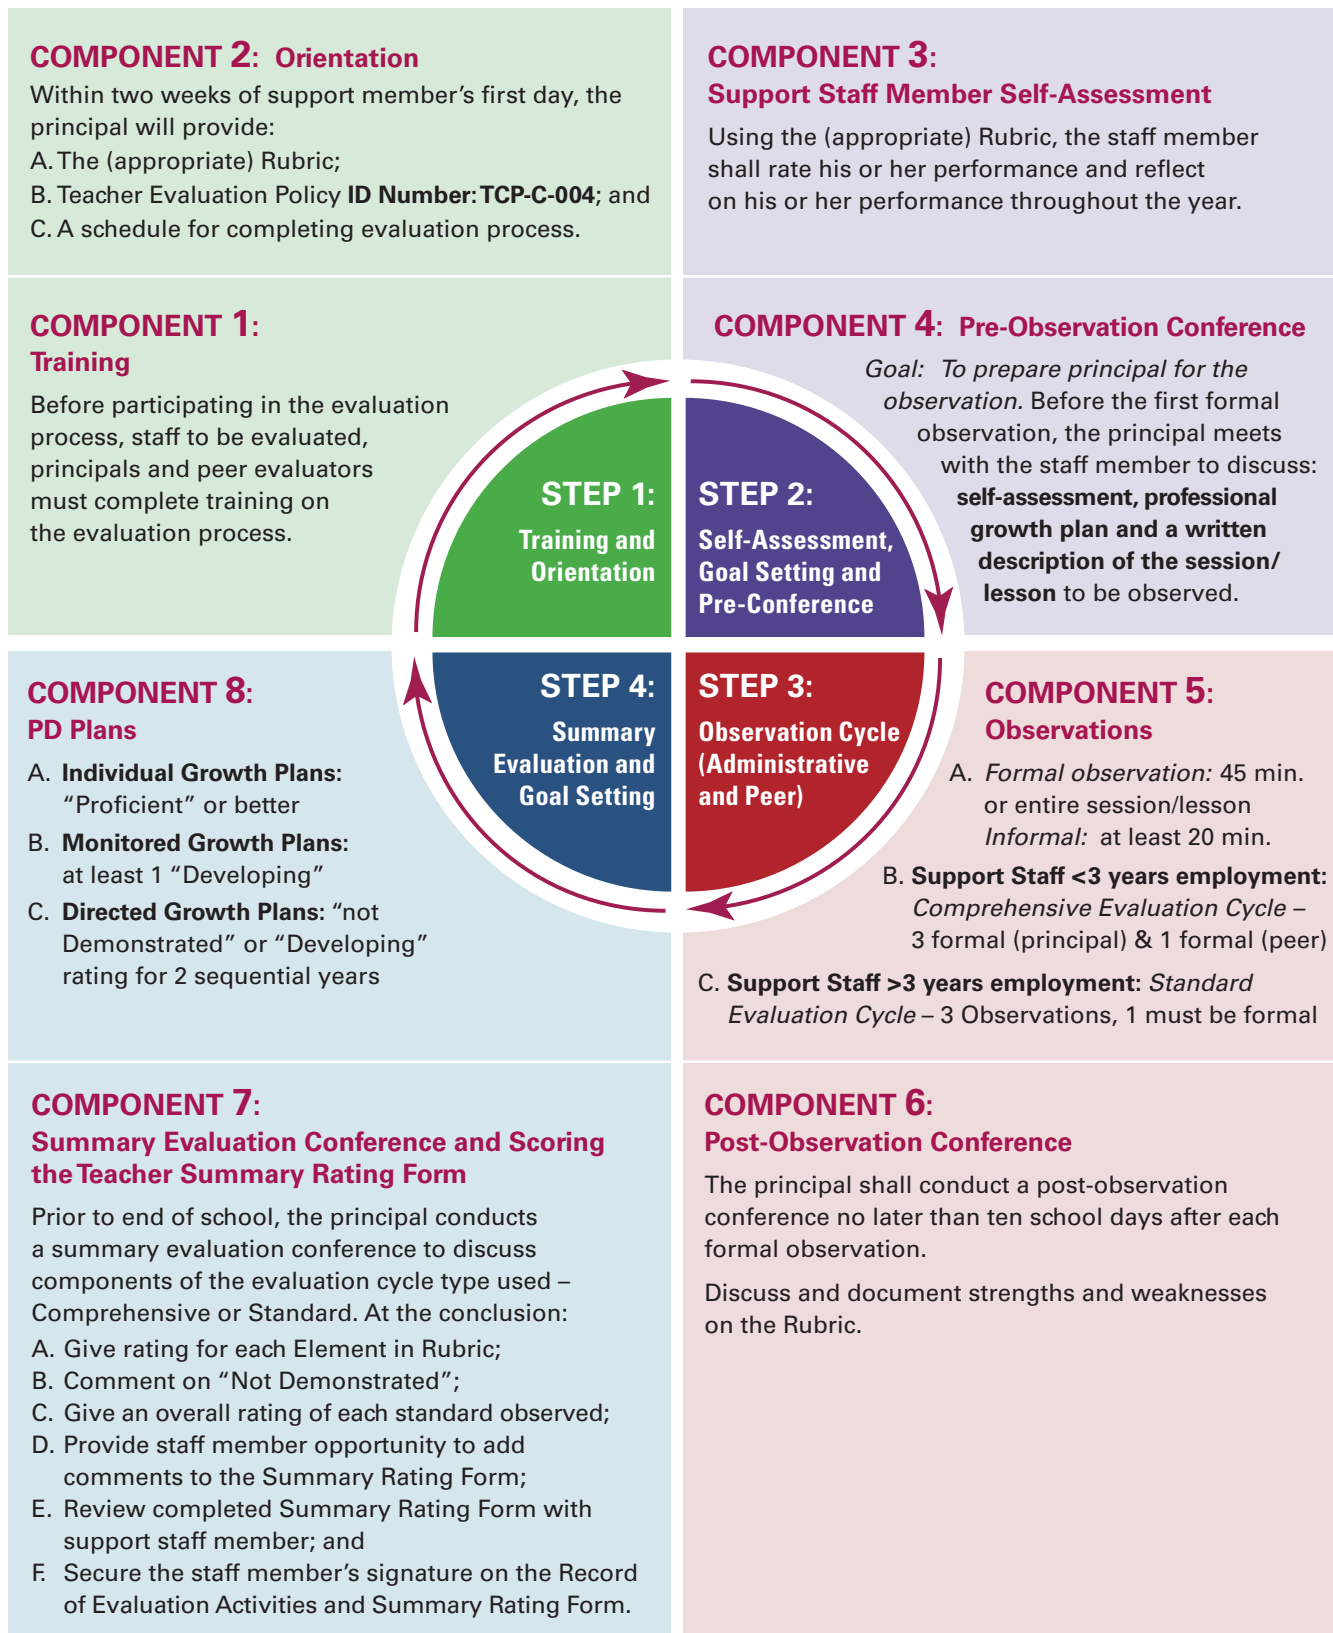 COMPONENT 2: Orientation
Within two weeks of support member’s first day, the
principal will provide:
A. The (appropriate) Rubric;
B. Teacher Evaluation Policy ID Number: TCP-C-004; and
C. A schedule for completing evaluation process.
COMPONENT 3:
Support Staff Member Self-Assessment
Using the (appropriate) Rubric, the staff member
shall rate his or her performance and reflect
on his or her performance throughout the year.
COMPONENT 1:
Training
Before participating in the evaluation
process, staff to be evaluated,
principals and peer evaluators
must complete training on
the evaluation process.
COMPONENT 4: Pre-Observation Conference
Goal: To prepare principal for the
observation. Before the first formal
observation, the principal meets
with the staff member to discuss:
self-assessment, professional
growth plan and a written
description of the session/
lesson to be observed.
STEP 1:
Training and
Orientation
STEP 2:
Self-Assessment,
Goal Setting and
Pre-Conference
STEP 4:
Summary
Evaluation and
Goal Setting
STEP 3:
Observation Cycle
(Administrative
and Peer)
COMPONENT 8:
PD Plans
A. Individual Growth Plans:
“Proficient” or better
B. Monitored Growth Plans:
at least 1 “Developing”
C. Directed Growth Plans: “not
Demonstrated” or “Developing”
rating for 2 sequential years
COMPONENT 5:
Observations
A. Formal observation: 45 min.
or entire session/lesson
Informal: at least 20 min.
B. Support Staff <3 years employment:
Comprehensive Evaluation Cycle –
3 formal (principal) & 1 formal (peer)
C. Support Staff >3 years employment: Standard
Evaluation Cycle – 3 Observations, 1 must be formal
COMPONENT 7:
Summary Evaluation Conference and Scoring
the Teacher Summary Rating Form
Prior to end of school, the principal conducts
a summary evaluation conference to discuss
components of the evaluation cycle type used –
Comprehensive or Standard. At the conclusion:
A. Give rating for each Element in Rubric;
B. Comment on “Not Demonstrated”;
C. Give an overall rating of each standard observed;
D. Provide staff member opportunity to add
comments to the Summary Rating Form;
E. Review completed Summary Rating Form with
support staff member; and
F. Secure the staff member’s signature on the Record
of Evaluation Activities and Summary Rating Form.
COMPONENT 6:
Post-Observation Conference
The principal shall conduct a post-observation
conference no later than ten school days after each
formal observation.
Discuss and document strengths and weaknesses
on the Rubric.